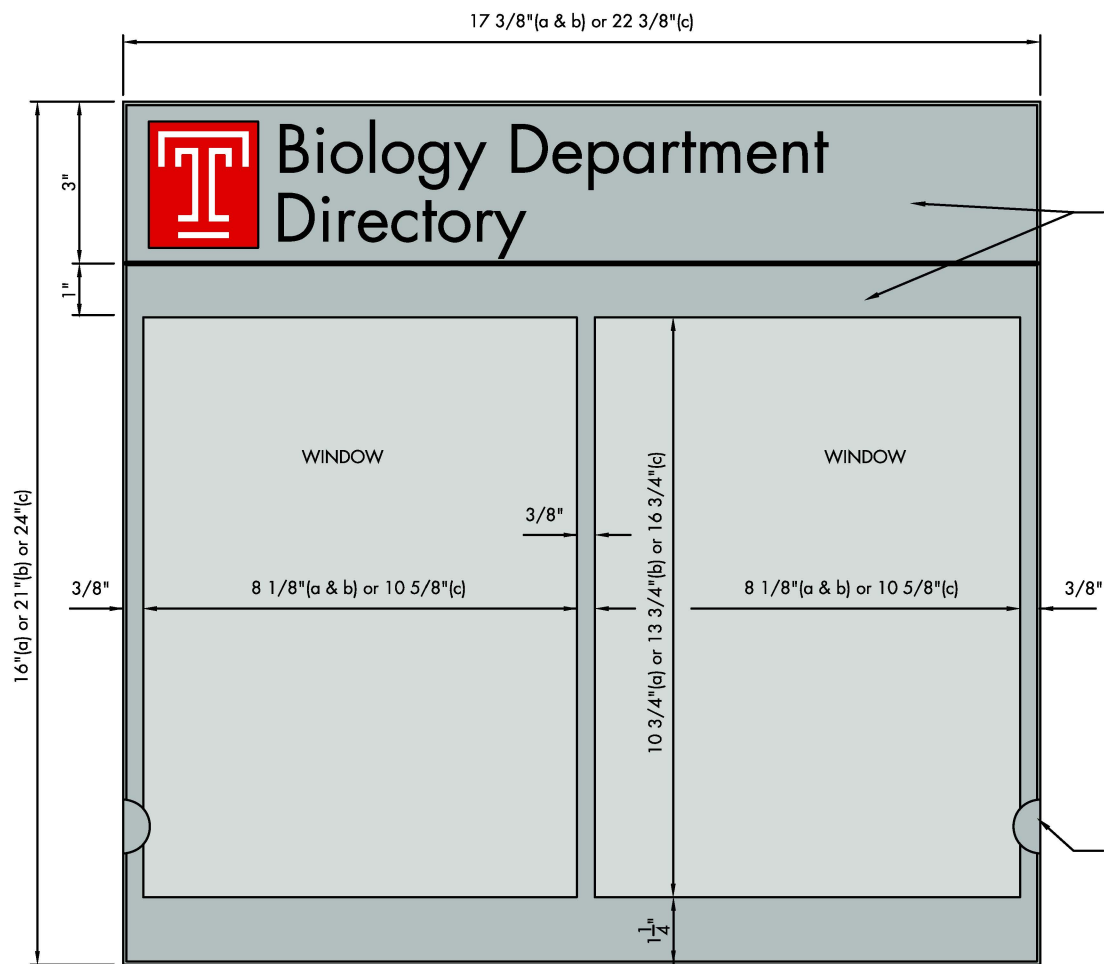 17 3/8"(a & b) or 22 3/8"(c)
Biology Department
Directory
3"
1"
WINDOW
WINDOW
16"(a) or 21"(b) or 24"(c)
3/8"
3/8"
8 1/8"(a & b) or 10 5/8"(c)
10 3/4"(a) or 13 3/4"(b) or 16 3/4"(c)
8 1/8"(a & b) or 10 5/8"(c)
3/8"
1 1/4"